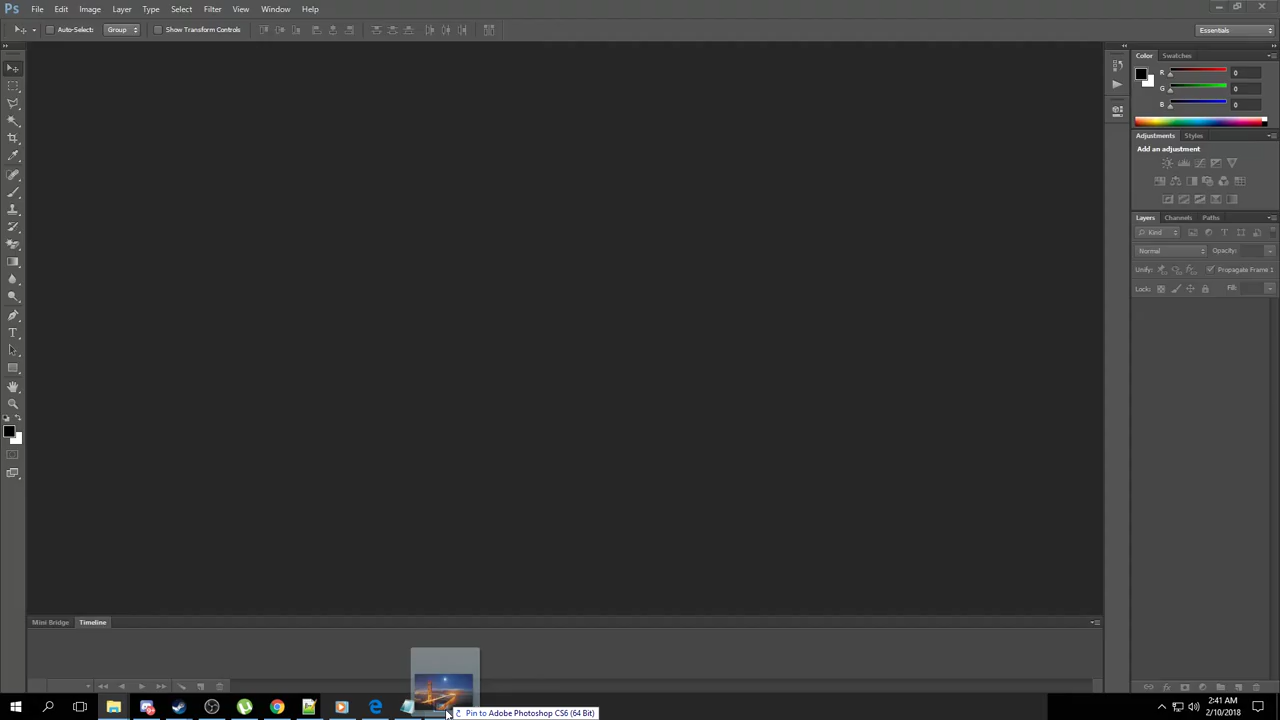 Ps File Edit Image Layer Type Select Filter View Window Help
Auto-Select: Group Show Transform Controls Essentials
Color Swatches
R 0
G 0
B 0
Adjustments Styles
Add an adjustment
Layers Channels Paths
Kind
Normal Opacity:
Unify: Propagate Frame 1
Lock: Fill:
Mini Bridge Timeline
Pin to Adobe Photoshop CS6 (64 Bit)
2:41 AM
2/10/2018